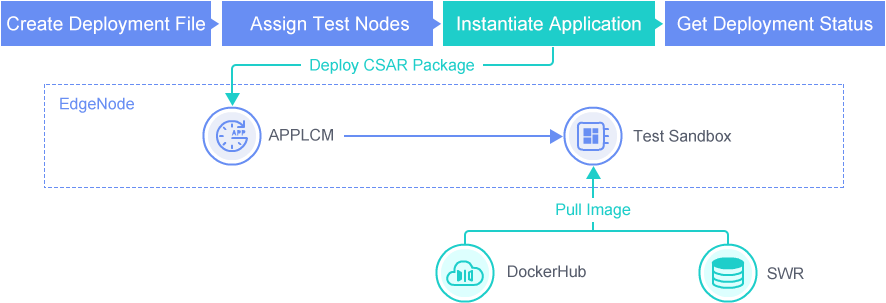 Create Deployment File
Assign Test Nodes
Instantiate Application
Get Deployment Status
Deploy CSAR Package
EdgeNode
APP
APPLCM
Test Sandbox
Pull Image
DockerHub
SWR